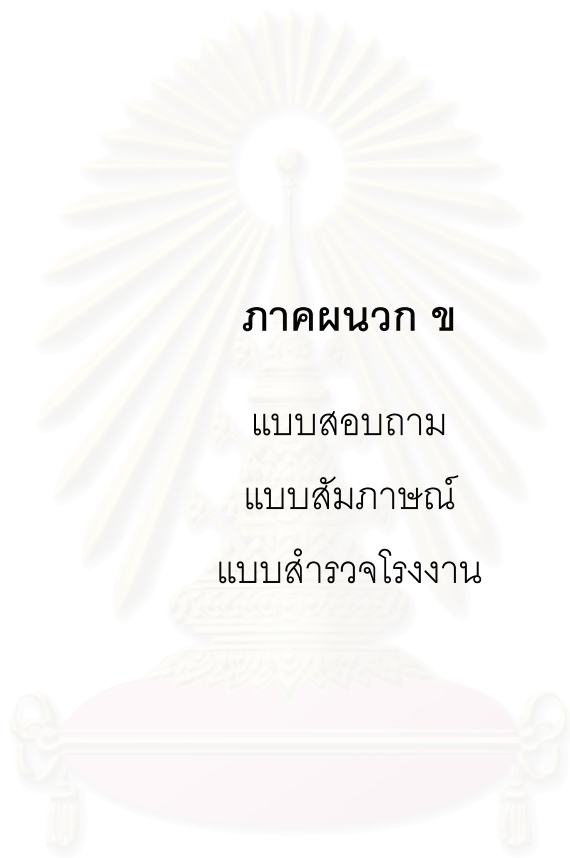 ภาคผนวก ข
แบบสอบถาม
แบบสัมภาษณ์
แบบสำรวจโรงงาน